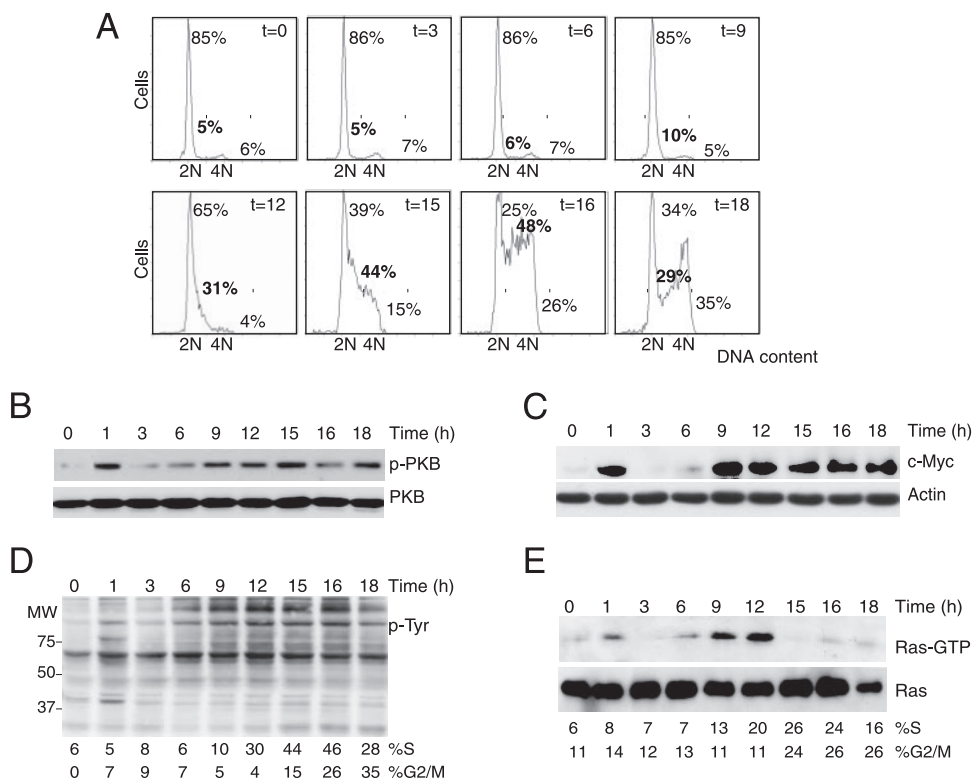 A
Cells
85% t=0
5%
6%
2N 4N
86% t=3
5%
7%
2N 4N
86% t=6
6%
7%
2N 4N
85% t=9
10%
5%
2N 4N
Cells
65% t=12
31%
4%
2N 4N
39% t=15
44%
15%
2N 4N
25% t=16
48%
26%
2N 4N
34% t=18
29%
35%
2N 4N
DNA content
B
0 1 3 6 9 12 15 16 18 Time (h)
p-PKB
PKB
C
0 1 3 6 9 12 15 16 18 Time (h)
c-Myc
Actin
D
0 1 3 6 9 12 15 16 18 Time (h)
MW
p-Tyr
75
50
37
6 5 8 6 10 30 44 46 28 %S
0 7 9 7 5 4 15 26 35 %G2/M
E
0 1 3 6 9 12 15 16 18 Time (h)
Ras-GTP
Ras
6 8 7 7 13 20 26 24 16 %S
11 14 12 13 11 11 24 26 26 %G2/M